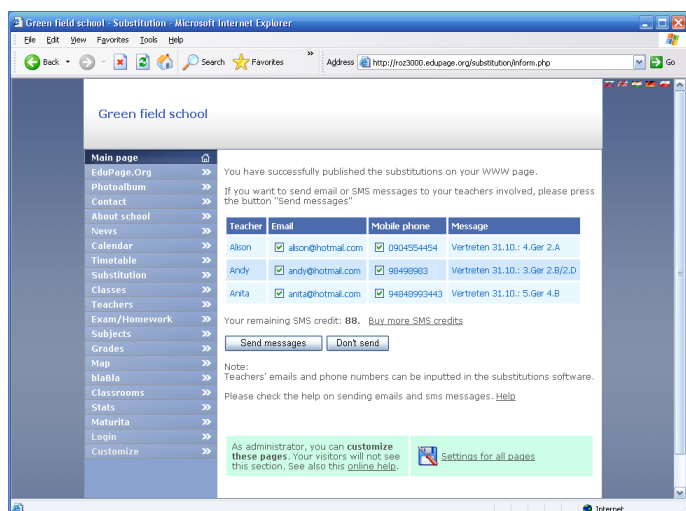 Green field school - Substitution - Microsoft Internet Explorer
File Edit View Favorites Tools Help
Back Search Favorites » Address http://roz3000.edupage.org/substitution/inform.php Go
Green field school
Main page
EduPage.Org »
Photoalbum »
Contact »
About school »
News »
Calendar »
Timetable »
Substitution »
Classes »
Teachers »
Exam/Homework »
Subjects »
Grades »
Map »
blaBla »
Classrooms »
Stats »
Maturita »
Login »
Customize »
You have successfully published the substitutions on your WWW page.
If you want to send email or SMS messages to your teachers involved, please press
the button "Send messages"
Teacher Email Mobile phone Message
Alison alison@hotmail.com 0904554454 Vertreten 31.10.: 4.Ger 2.A
Andy andy@hotmail.com 98498983 Vertreten 31.10.: 3.Ger 2.B/2.D
Anita anita@hotmail.com 94848993443 Vertreten 31.10.: 5.Ger 4.B
Your remaining SMS credit: 88. Buy more SMS credits
Send messages Don't send
Note:
Teachers' emails and phone numbers can be inputted in the substitutions software.
Please check the help on sending emails and sms messages. Help
As administrator, you can customize
these pages. Your visitors will not see
this section. See also this online help.
Settings for all pages
Internet